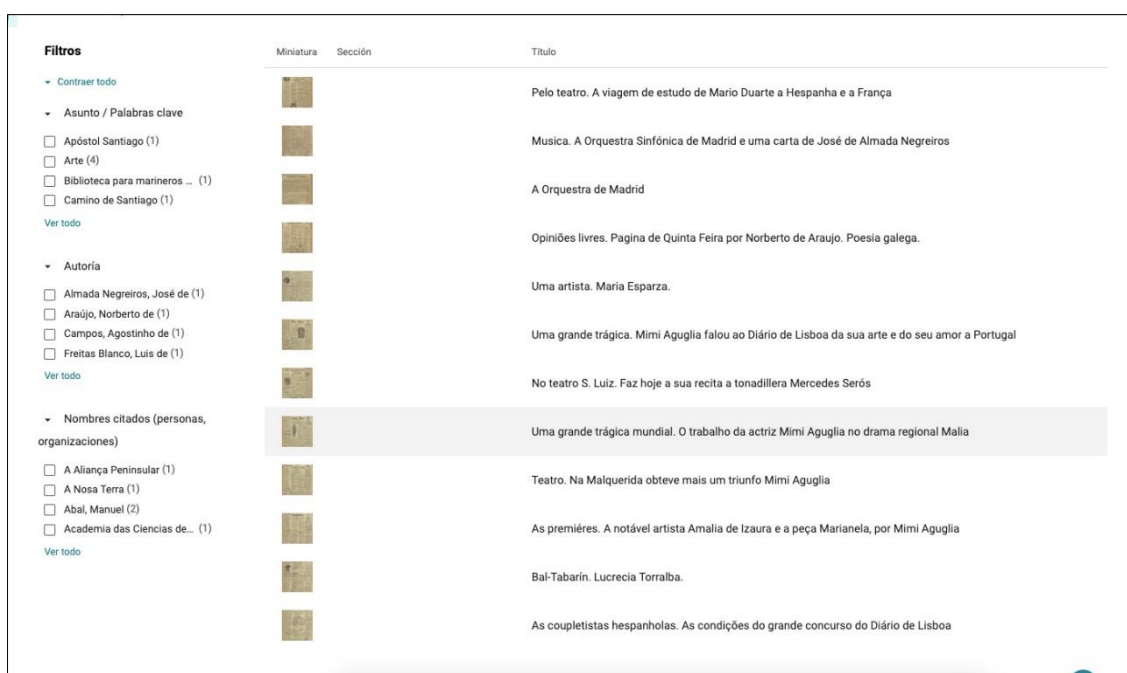 Filtros
Contraer todo
Asunto / Palabras clave
Apóstol Santiago (1)
Arte (4)
Biblioteca para marineros ... (1)
Camino de Santiago (1)
Ver todo
Autoría
Almada Negreiros, José de (1)
Araújo, Norberto de (1)
Campos, Agostinho de (1)
Freitas Blanco, Luis de (1)
Ver todo
Nombres citados (personas,
organizaciones)
A Aliança Peninsular (1)
A Nosa Terra (1)
Abal, Manuel (2)
Academia das Ciencias de... (1)
Ver todo
Miniatura Sección Título
Pelo teatro. A viagem de estudo de Mario Duarte a Hespanha e a França
Musica. A Orquestra Sinfónica de Madrid e uma carta de José de Almada Negreiros
A Orquestra de Madrid
Opiniões livres. Pagina de Quinta Feira por Norberto de Araujo. Poesia galega.
Uma artista. Maria Esparza.
Uma grande trágica. Mimi Aguglia falou ao Diário de Lisboa da sua arte e do seu amor a Portugal
No teatro S. Luiz. Faz hoje a sua recita a tonadillera Mercedes Serós
Uma grande trágica mundial. O trabalho da actriz Mimi Aguglia no drama regional Malia
Teatro. Na Malquerida obteve mais um triunfo Mimi Aguglia
As premiéres. A notável artista Amalia de Izaura e a peça Marianela, por Mimi Aguglia
Bal-Tabarín. Lucrecia Torralba.
As coupletistas hespanholas. As condições do grande concurso do Diário de Lisboa